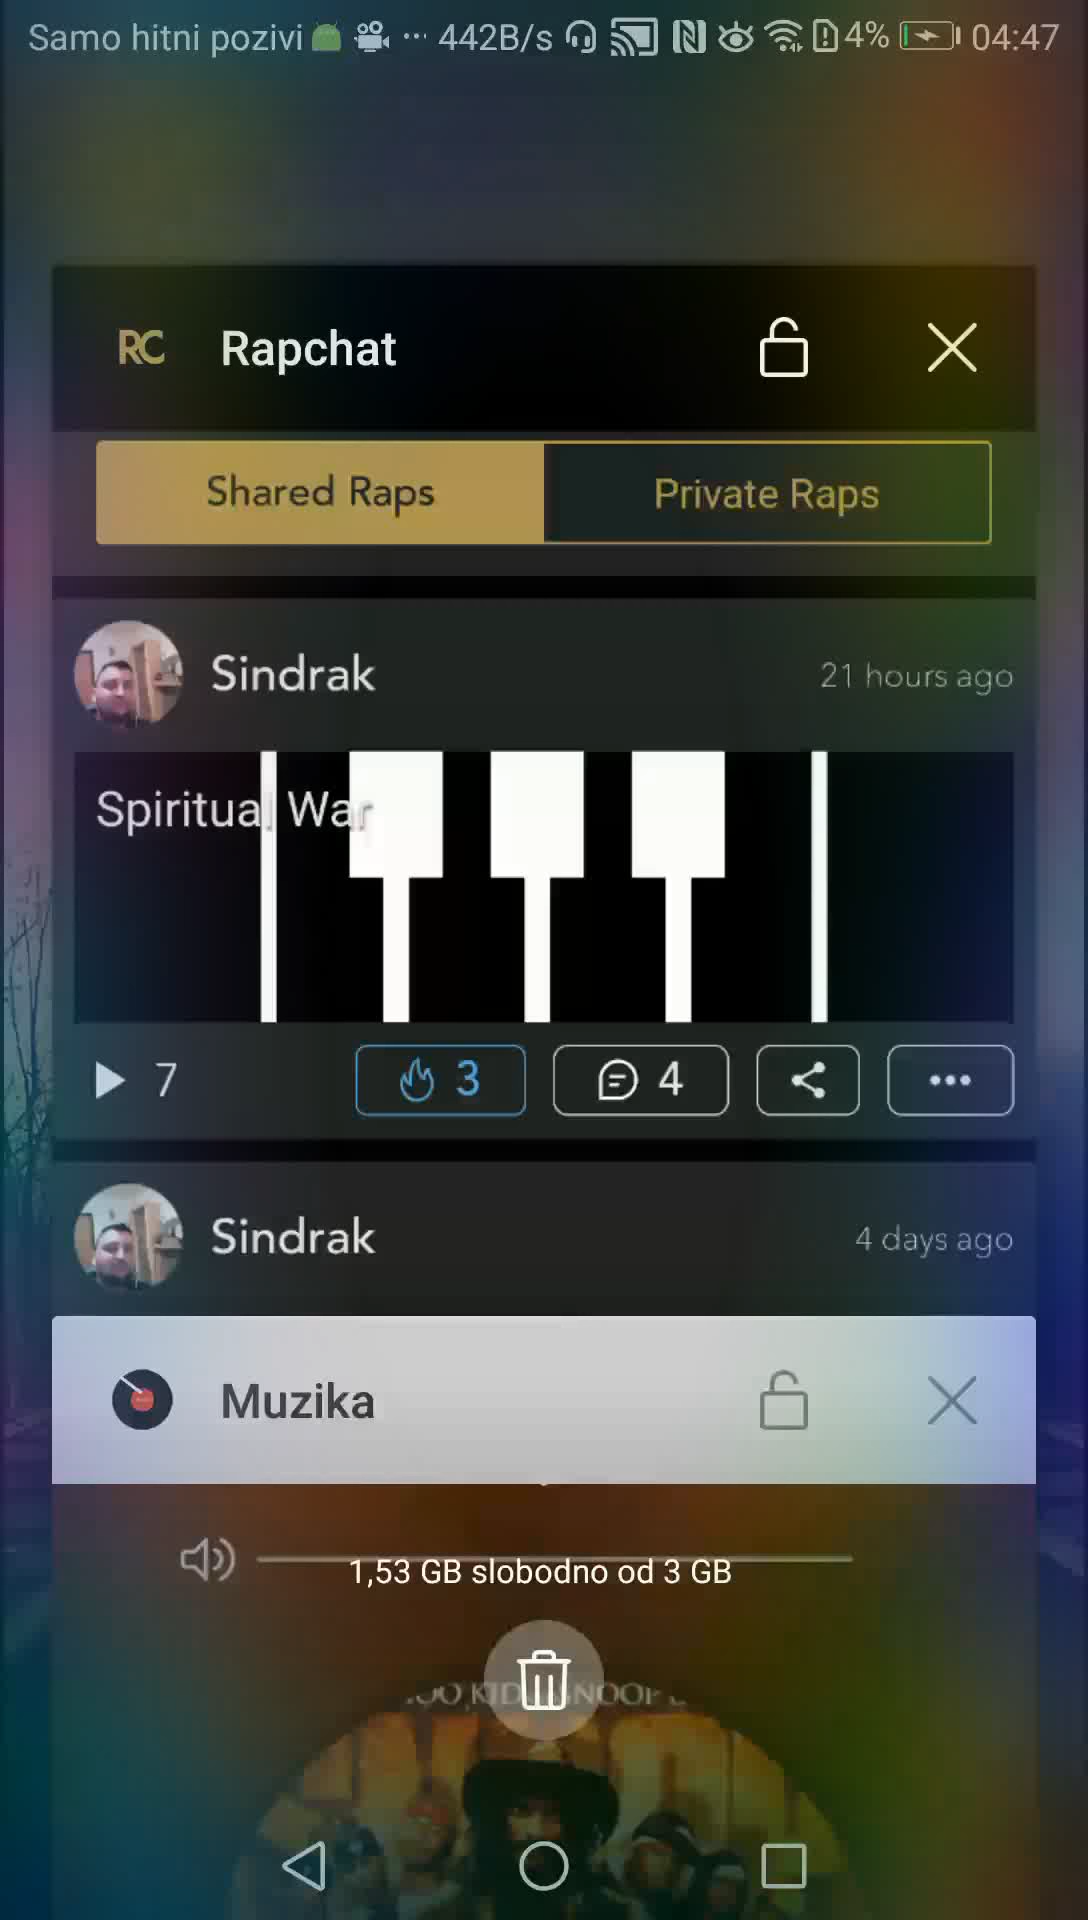 Samo hitni pozivi ... 442B/s 4% 04:47
RC Rapchat
Shared Raps Private Raps
Sindrak 21 hours ago
Spiritual War
7 3 4
Sindrak 4 days ago
Muzika
1,53 GB slobodno od 3 GB